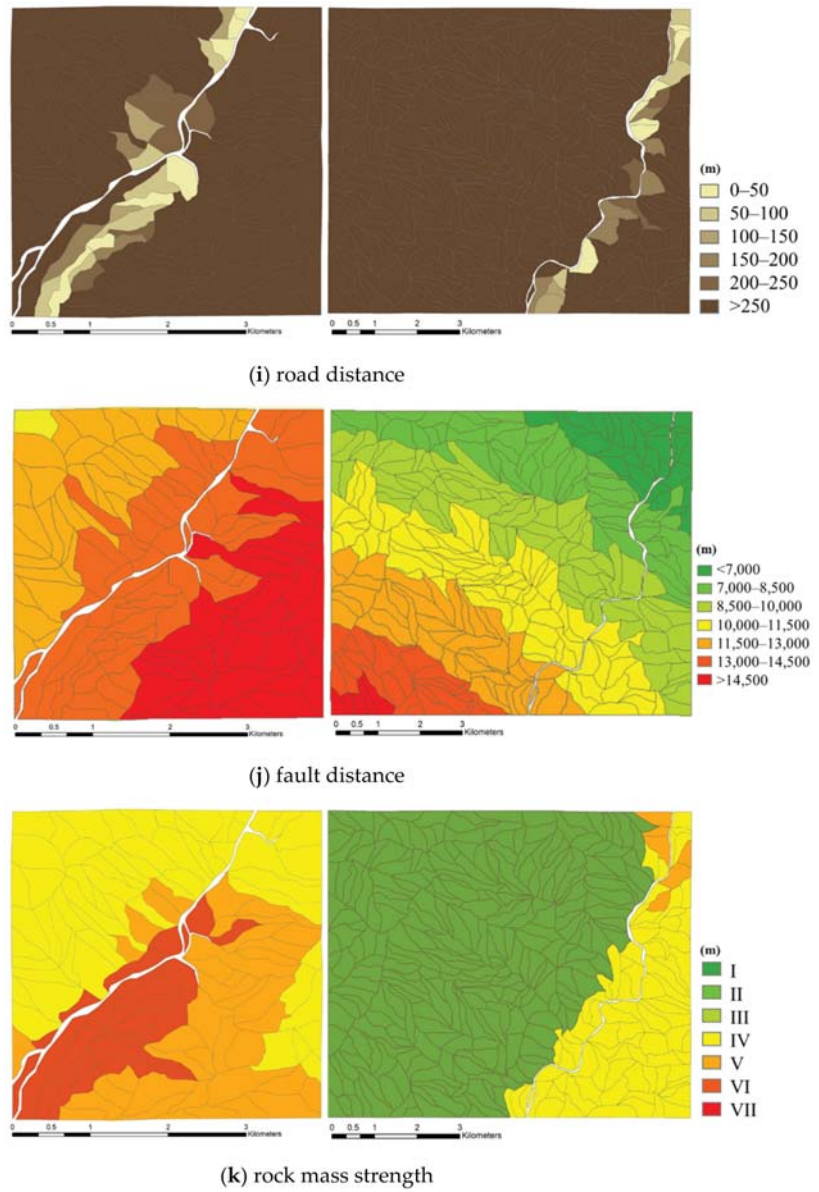 (m)
0–50
50–100
100–150
150–200
200–250
>250
0 0.5 1 2 3
Kilometers
0 0.5 1 2 3
Kilometers
(i) road distance
(m)
<7,000
7,000–8,500
8,500–10,000
10,000–11,500
11,500–13,000
13,000–14,500
>14,500
0 0.5 1 2 3
Kilometers
0 0.5 1 2 3
Kilometers
(j) fault distance
(m)
I
II
III
IV
V
VI
VII
0 0.5 1 2 3
Kilometers
0 0.5 1 2 3
Kilometers
(k) rock mass strength